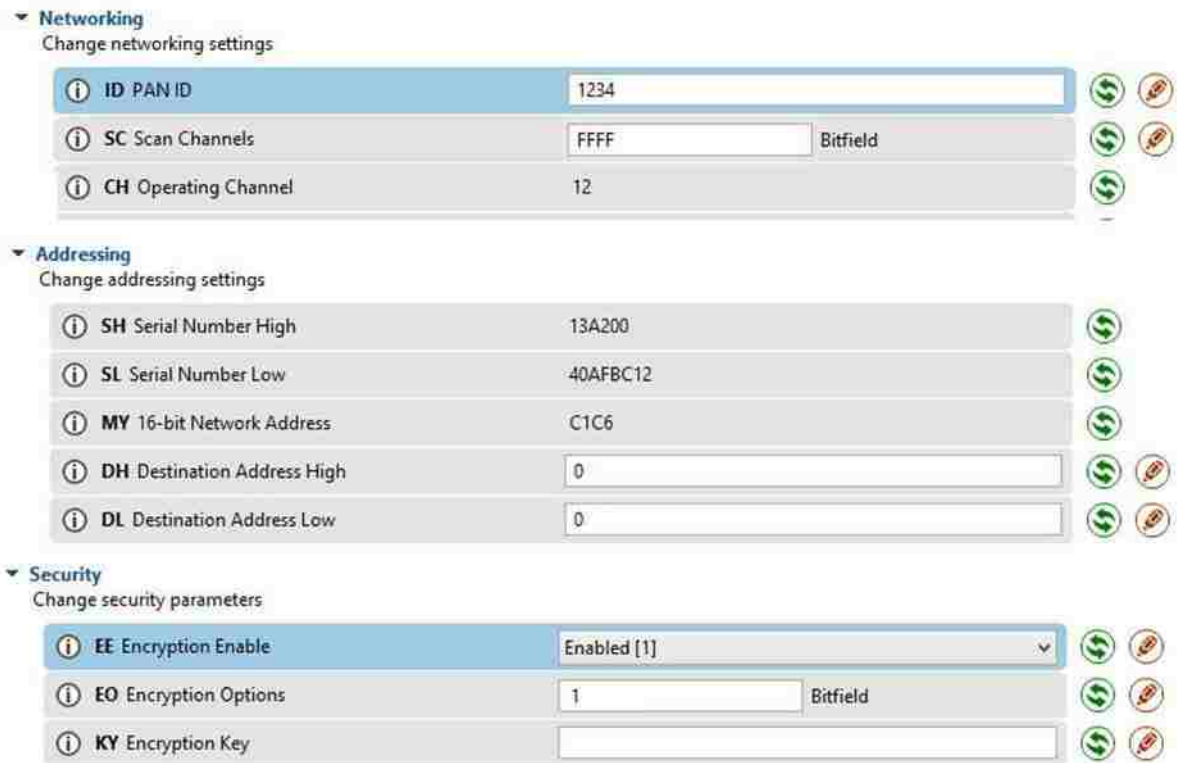 Networking
Change networking settings
ID PAN ID 1234
SC Scan Channels FFFF Bitfield
CH Operating Channel 12
Addressing
Change addressing settings
SH Serial Number High 13A200
SL Serial Number Low 40AFBC12
MY 16-bit Network Address C1C6
DH Destination Address High 0
DL Destination Address Low 0
Security
Change security parameters
EE Encryption Enable Enabled [1]
EO Encryption Options 1 Bitfield
KY Encryption Key